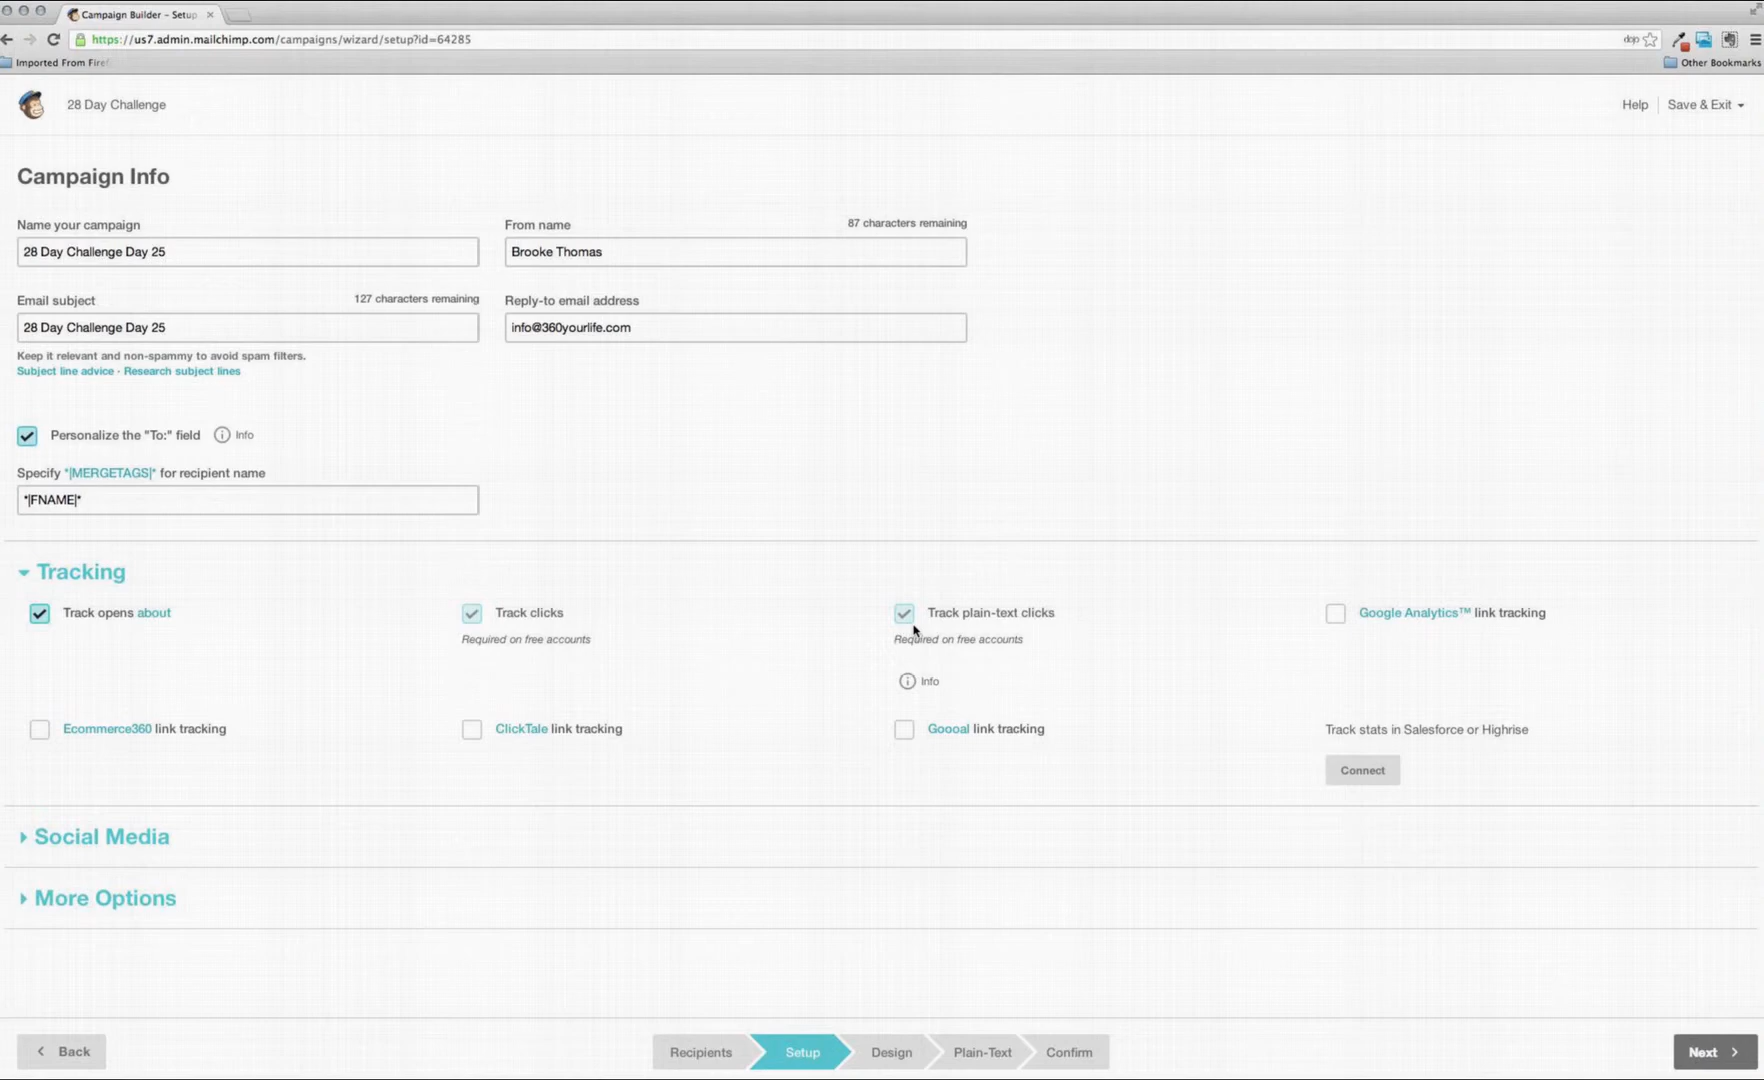 Campaign Builder - Setup
https://us7.admin.mailchimp.com/campaigns/wizard/setup?id=64285
Imported From Firef
Other Bookmarks
28 Day Challenge
Help
Save & Exit
Campaign Info
Name your campaign
From name
87 characters remaining
28 Day Challenge Day 25
Brooke Thomas
Email subject
127 characters remaining
Reply-to email address
28 Day Challenge Day 25
info@360yourlife.com
Keep it relevant and non-spammy to avoid spam filters.
Subject line advice · Research subject lines
Personalize the "To:" field
Info
Specify *|MERGETAGS|* for recipient name
*|FNAME|*
Tracking
Track opens about
Track clicks
Track plain-text clicks
Google Analytics™ link tracking
Required on free accounts
Required on free accounts
Info
Ecommerce360 link tracking
ClickTale link tracking
Goooal link tracking
Track stats in Salesforce or Highrise
Connect
Social Media
More Options
Back
Recipients
Setup
Design
Plain-Text
Confirm
Next